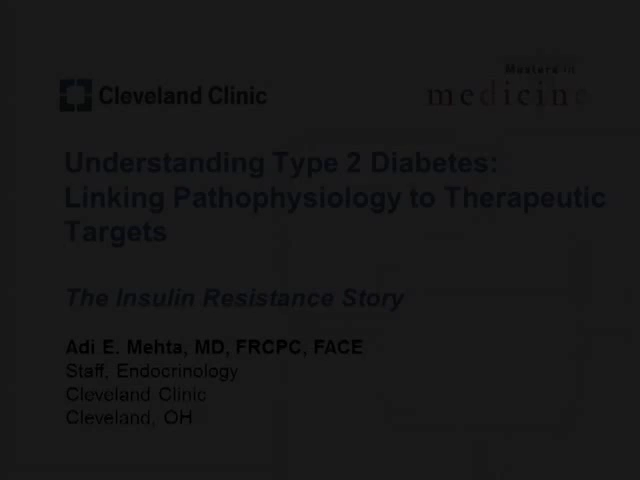 Cleveland Clinic
Masters in
medicine
Understanding Type 2 Diabetes:
Linking Pathophysiology to Therapeutic
Targets
The Insulin Resistance Story
Adi E. Mehta, MD, FRCPC, FACE
Staff, Endocrinology
Cleveland Clinic
Cleveland, OH